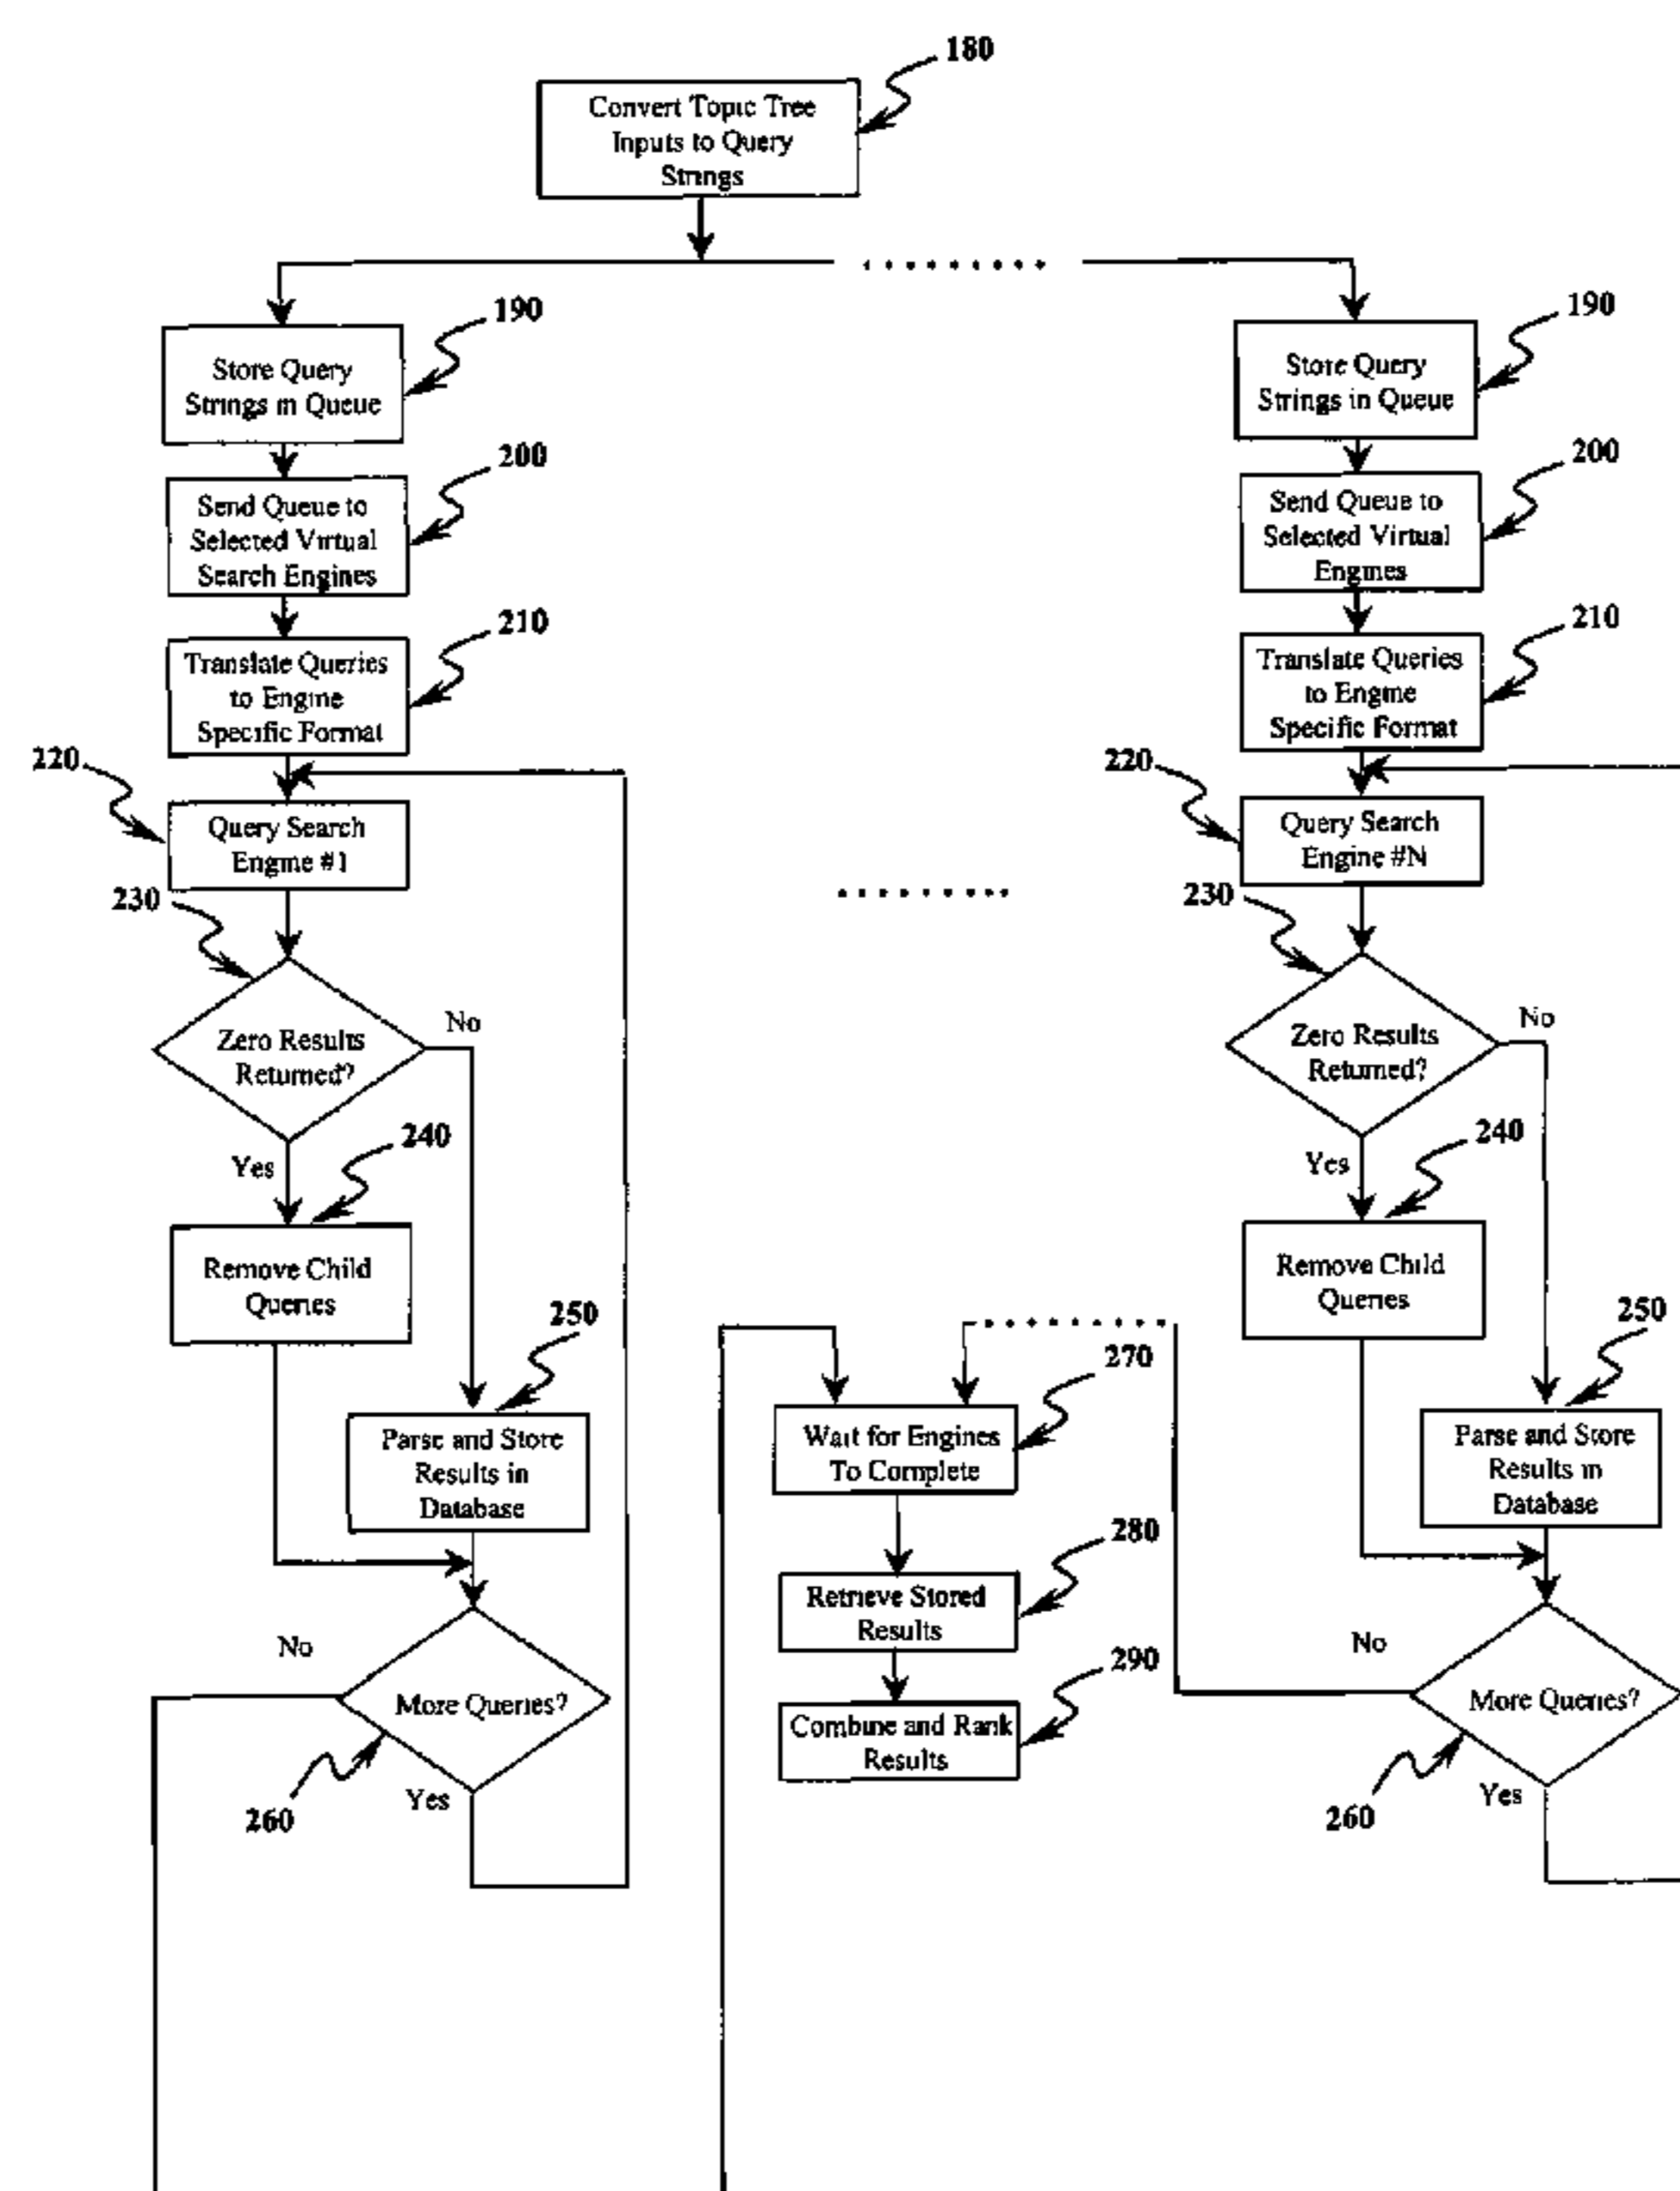 180
Convert Topic Tree
Inputs to Query
Strings
190
Store Query
Strings in Queue
200
Send Queue to
Selected Virtual
Search Engines
210
Translate Queries
to Engine
Specific Format
220
Query Search
Engine #1
230
Zero Results
Returned?
No
Yes
240
Remove Child
Queries
250
Parse and Store
Results in
Database
No
More Queries?
260
Yes
270
Wait for Engines
To Complete
280
Retrieve Stored
Results
290
Combine and Rank
Results
190
Store Query
Strings in Queue
200
Send Queue to
Selected Virtual
Engines
210
Translate Queries
to Engine
Specific Format
220
Query Search
Engine #N
230
Zero Results
Returned?
No
Yes
240
Remove Child
Queries
250
Parse and Store
Results in
Database
No
More Queries?
260
Yes